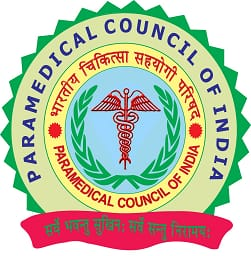 PARAMEDICAL COUNCIL OF INDIA
भारतीय चिकित्सा सहयोगी परिषद
PARAMEDICAL COUNCIL OF INDIA
सर्वे भवन्तु सुखिनः सर्वे सन्तु निरामयः